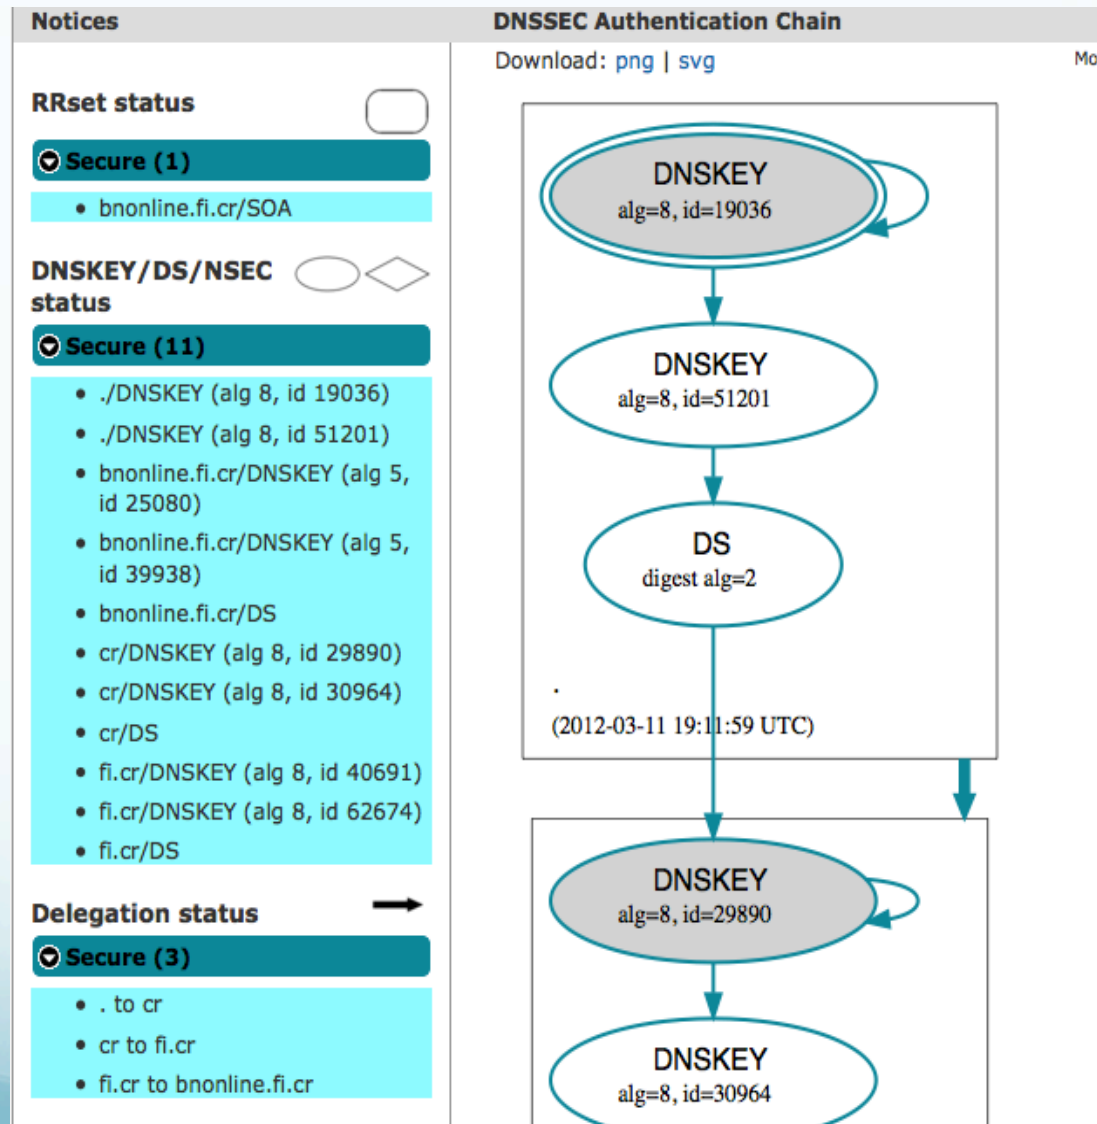 Notices
RRset status
Secure (1)
bnonline.fi.cr/SOA
DNSKEY/DS/NSEC
status
Secure (11)
./DNSKEY (alg 8, id 19036)
./DNSKEY (alg 8, id 51201)
bnonline.fi.cr/DNSKEY (alg 5,
id 25080)
bnonline.fi.cr/DNSKEY (alg 5,
id 39938)
bnonline.fi.cr/DS
cr/DNSKEY (alg 8, id 29890)
cr/DNSKEY (alg 8, id 30964)
cr/DS
fi.cr/DNSKEY (alg 8, id 40691)
fi.cr/DNSKEY (alg 8, id 62674)
fi.cr/DS
Delegation status
Secure (3)
. to cr
cr to fi.cr
fi.cr to bnonline.fi.cr
DNSSEC Authentication Chain
Download: png | svg
Mo
DNSKEY
alg=8, id=19036
DNSKEY
alg=8, id=51201
DS
digest alg=2
.
(2012-03-11 19:11:59 UTC)
DNSKEY
alg=8, id=29890
DNSKEY
alg=8, id=30964